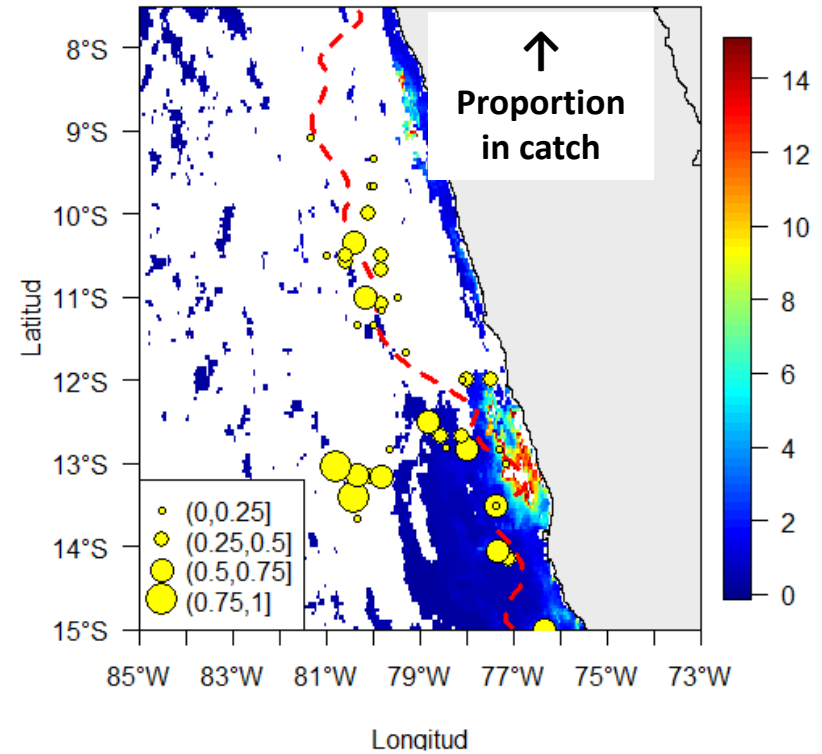 ↑
Proportion
in catch
8°S
9°S
10°S
11°S
12°S
13°S
14°S
15°S
Latitud
(0,0.25]
(0.25,0.5]
(0.5,0.75]
(0.75,1]
85°W 83°W 81°W 79°W 77°W 75°W 73°W
Longitud
14
12
10
8
6
4
2
0